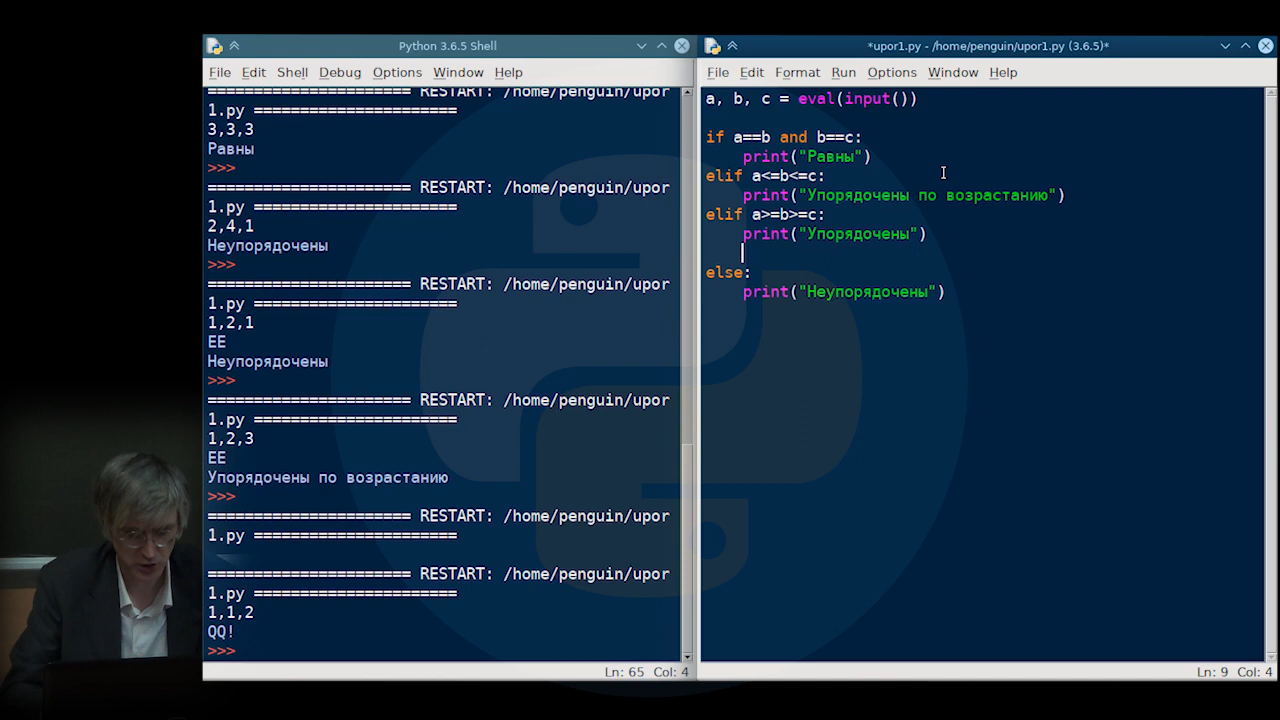 Python 3.6.5 Shell
File Edit Shell Debug Options Window Help
====================== RESTART: /home/penguin/upor
1.py ======================
3,3,3
Равны
>>>
====================== RESTART: /home/penguin/upor
1.py ======================
2,4,1
Неупорядочены
>>>
====================== RESTART: /home/penguin/upor
1.py ======================
1,2,1
EE
Неупорядочены
>>>
====================== RESTART: /home/penguin/upor
1.py ======================
1,2,3
EE
Упорядочены по возрастанию
>>>
====================== RESTART: /home/penguin/upor
1.py ======================
====================== RESTART: /home/penguin/upor
1.py ======================
1,1,2
QQ!
>>>
Ln: 65 Col: 4
*upor1.py - /home/penguin/upor1.py (3.6.5)*
File Edit Format Run Options Window Help
a, b, c = eval(input())
if a==b and b==c:
    print("Равны")
elif a<=b<=c:
    print("Упорядочены по возрастанию")
elif a>=b>=c:
    print("Упорядочены")
else:
    print("Неупорядочены")
Ln: 9 Col: 4